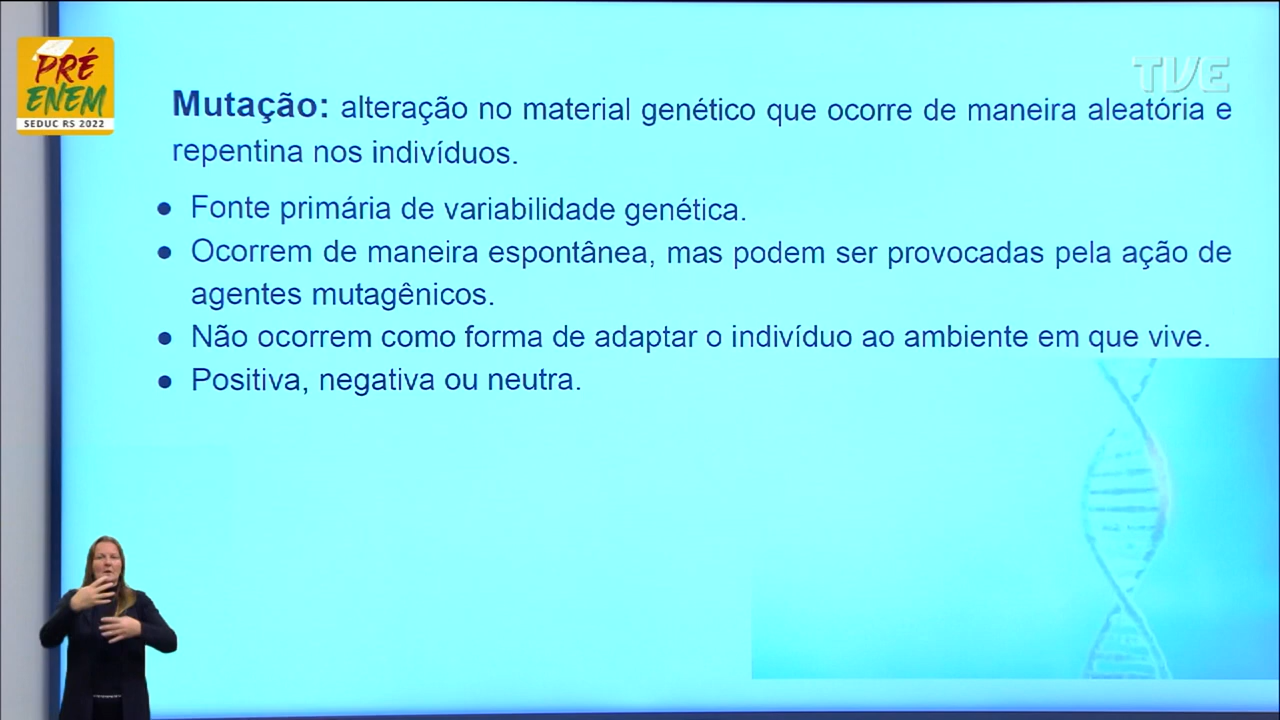 PRÉ
ENEM
SEDUC RS 2022
TVE
Mutação: alteração no material genético que ocorre de maneira aleatória e
repentina nos indivíduos.
● Fonte primária de variabilidade genética.
● Ocorrem de maneira espontânea, mas podem ser provocadas pela ação de
agentes mutagênicos.
● Não ocorrem como forma de adaptar o indivíduo ao ambiente em que vive.
● Positiva, negativa ou neutra.